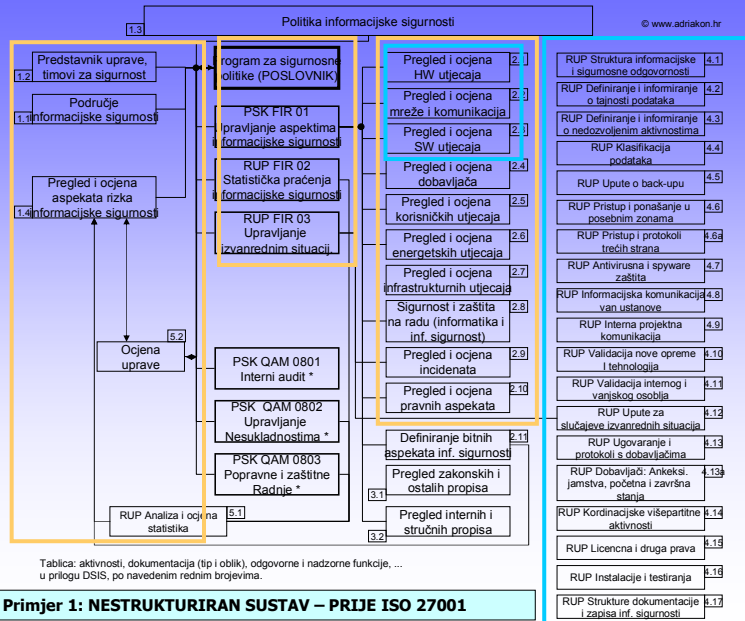 1.3
Politika informacijske sigurnosti
© www.adriakon.hr
Predstavnik uprave,
timovi za sigurnost
1.2
Područje
informacijske sigurnosti
1.1
Pregled i ocjena
aspekata rizka
informacijske sigurnosti
1.4
5.2
Ocjena
uprave
RUP Analiza i ocjena
statistika
5.1
Program za sigurnosne
politike (POSLOVNIK)
PSK FIR 01
Upravljanje aspektima
informacijske sigurnosti
RUP FIR 02
Statistička praćenja
informacijske sigurnosti
RUP FIR 03
Upravljanje
izvanrednim situacij.
PSK QAM 0801
Interni audit *
PSK QAM 0802
Upravljanje
Nesukladnostima *
PSK QAM 0803
Popravne i zaštitne
Radnje *
Pregled i ocjena
HW utjecaja
Pregled i ocjena
mreže i komunikacija
Pregled i ocjena
SW utjecaja
Pregled i ocjena
dobavljača
2.4
Pregled i ocjena
korisničkih utjecaja
2.5
Pregled i ocjena
energetskih utjecaja
2.6
Pregled i ocjena
infrastrukturnih utjecaja
2.7
Sigurnost i zaštita
na radu (informatika i
inf. sigurnost)
2.8
Pregled i ocjena
incidenata
2.9
Pregled i ocjena
pravnih aspekata
2.10
Definiranje bitnih
aspekata inf. sigurnosti
2.11
Pregled zakonskih i
ostalih propisa
3.1
Pregled internih i
stručnih propisa
3.2
RUP Struktura informacijske
i sigurnosne odgovornosti
4.1
RUP Definiranje i informiranje
o tajnosti podataka
4.2
RUP Definiranje i informiranje
o nedozvoljenim aktivnostima
4.3
RUP Klasifikacija
podataka
4.4
RUP Upute o back-upu
4.5
RUP Pristup i ponašanje u
posebnim zonama
4.6
RUP Pristup i protokoli
trećih strana
4.6a
RUP Antivirusna i spyware
zaštita
4.7
RUP Informacijska komunikacija
van ustanove
4.8
RUP Interna projektna
komunikacija
4.9
RUP Validacija nove opreme
I tehnologija
4.10
RUP Validacija internog i
vanjskog osoblja
4.11
RUP Upute za
slučajeve izvanrednih situacija
4.12
RUP Ugovaranje i
protokoli s dobavljačima
4.13
RUP Dobavljači: Ankeksi.
jamstva, početna i završna
stanja
4.13a
RUP Kordinacijske višepartitne
aktivnosti
4.14
RUP Licencna i druga prava
4.15
RUP Instalacije i testiranja
4.16
RUP Strukture dokumentacije
i zapisa inf. sigurnosti
4.17
Tablica: aktivnosti, dokumentacija (tip i oblik), odgovorne i nadzorne funkcije, ...
u prilogu DSIS, po navedenim rednim brojevima.
Primjer 1: NESTRUKTURIRAN SUSTAV – PRIJE ISO 27001